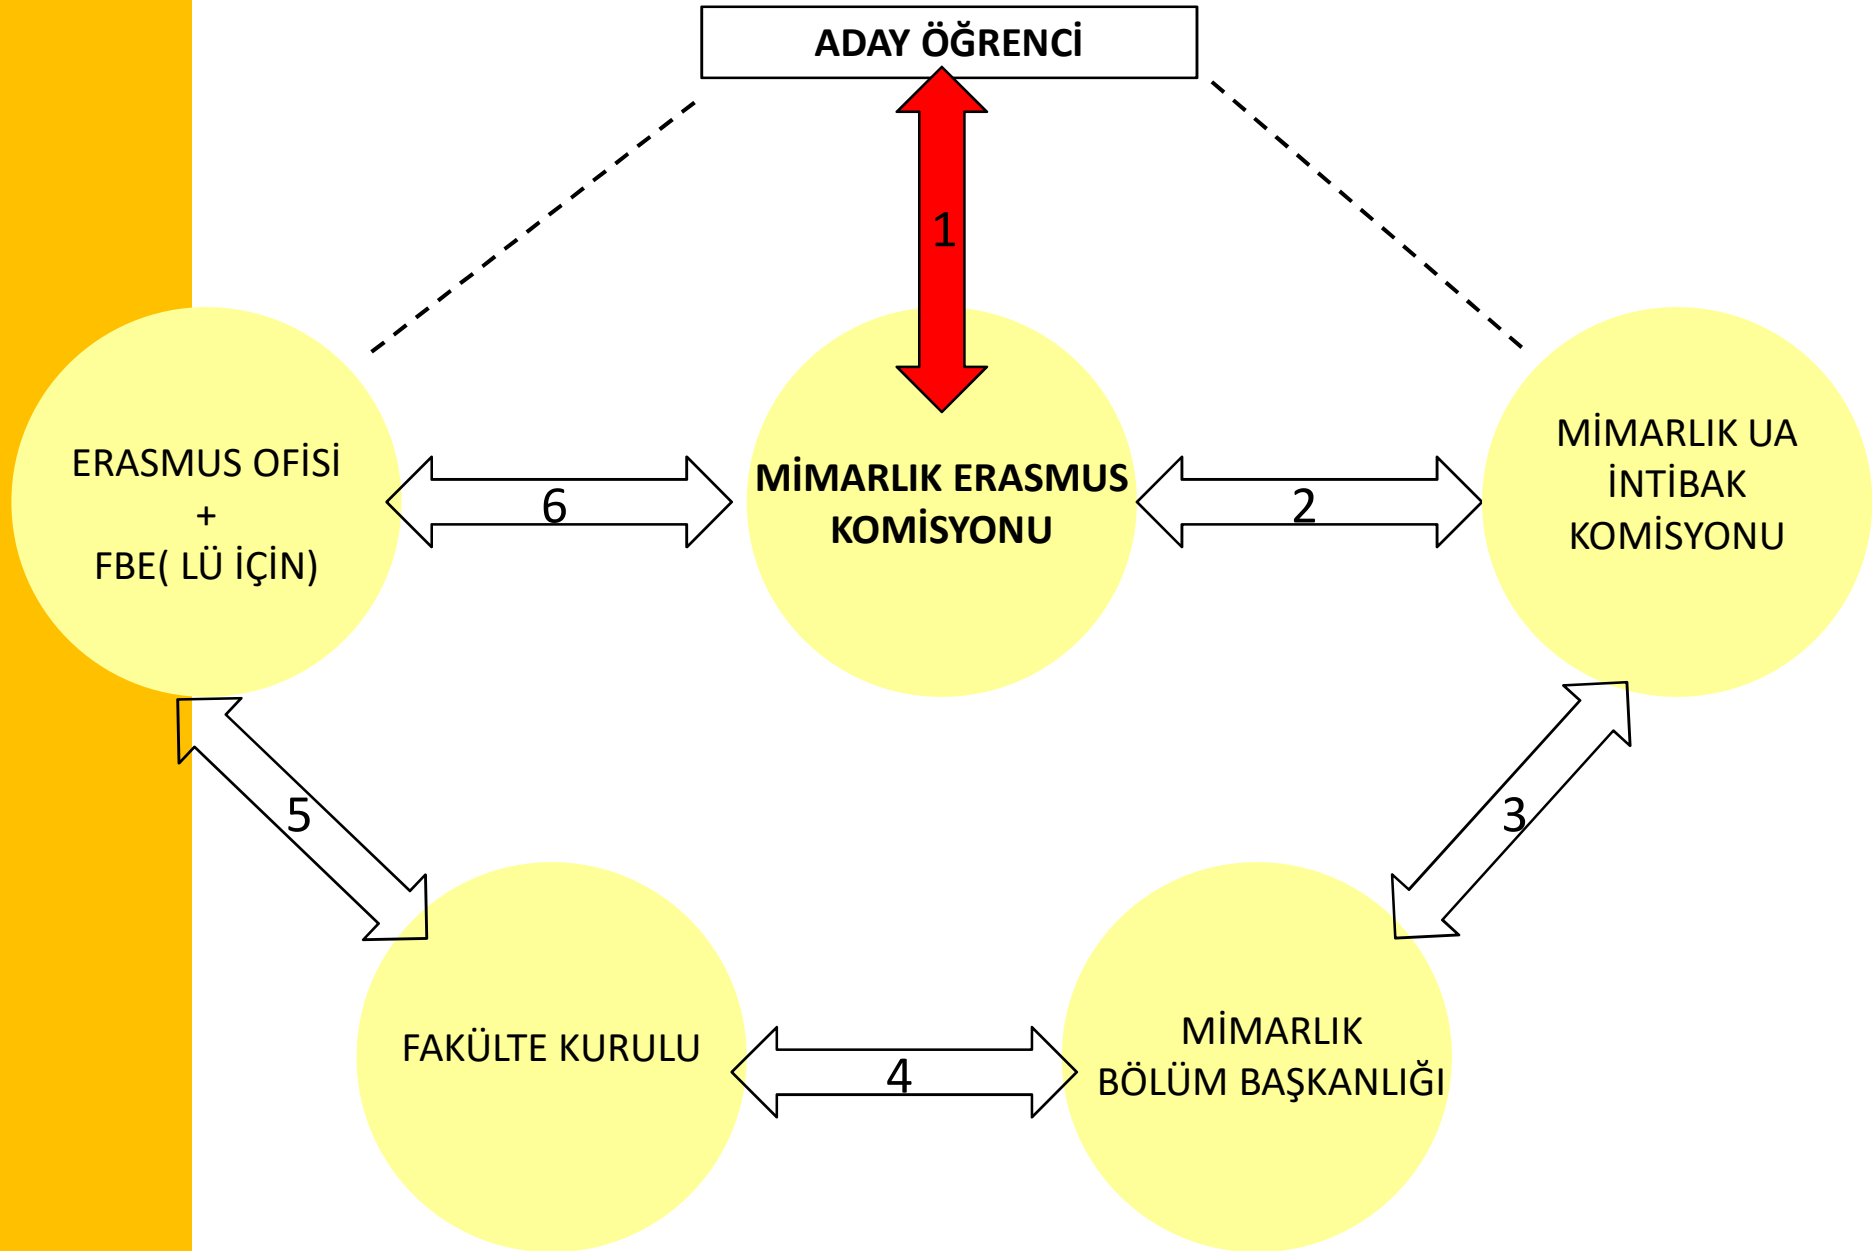 ADAY ÖĞRENCİ
1
ERASMUS OFİSİ
+
FBE( LÜ İÇİN)
6
MİMARLIK ERASMUS
KOMİSYONU
2
MİMARLIK UA
İNTİBAK
KOMİSYONU
5
3
FAKÜLTE KURULU
4
MİMARLIK
BÖLÜM BAŞKANLIĞI